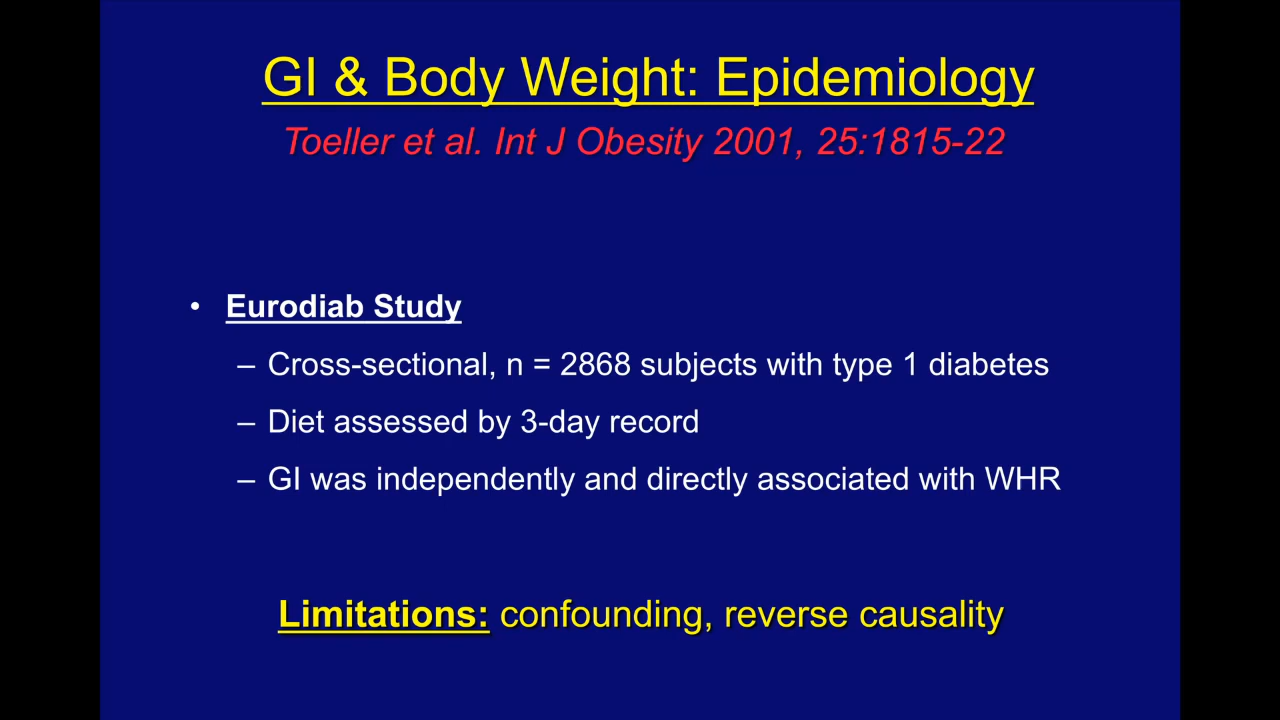 GI & Body Weight: Epidemiology
Toeller et al. Int J Obesity 2001, 25:1815-22
• Eurodiab Study
– Cross-sectional, n = 2868 subjects with type 1 diabetes
– Diet assessed by 3-day record
– GI was independently and directly associated with WHR
Limitations: confounding, reverse causality